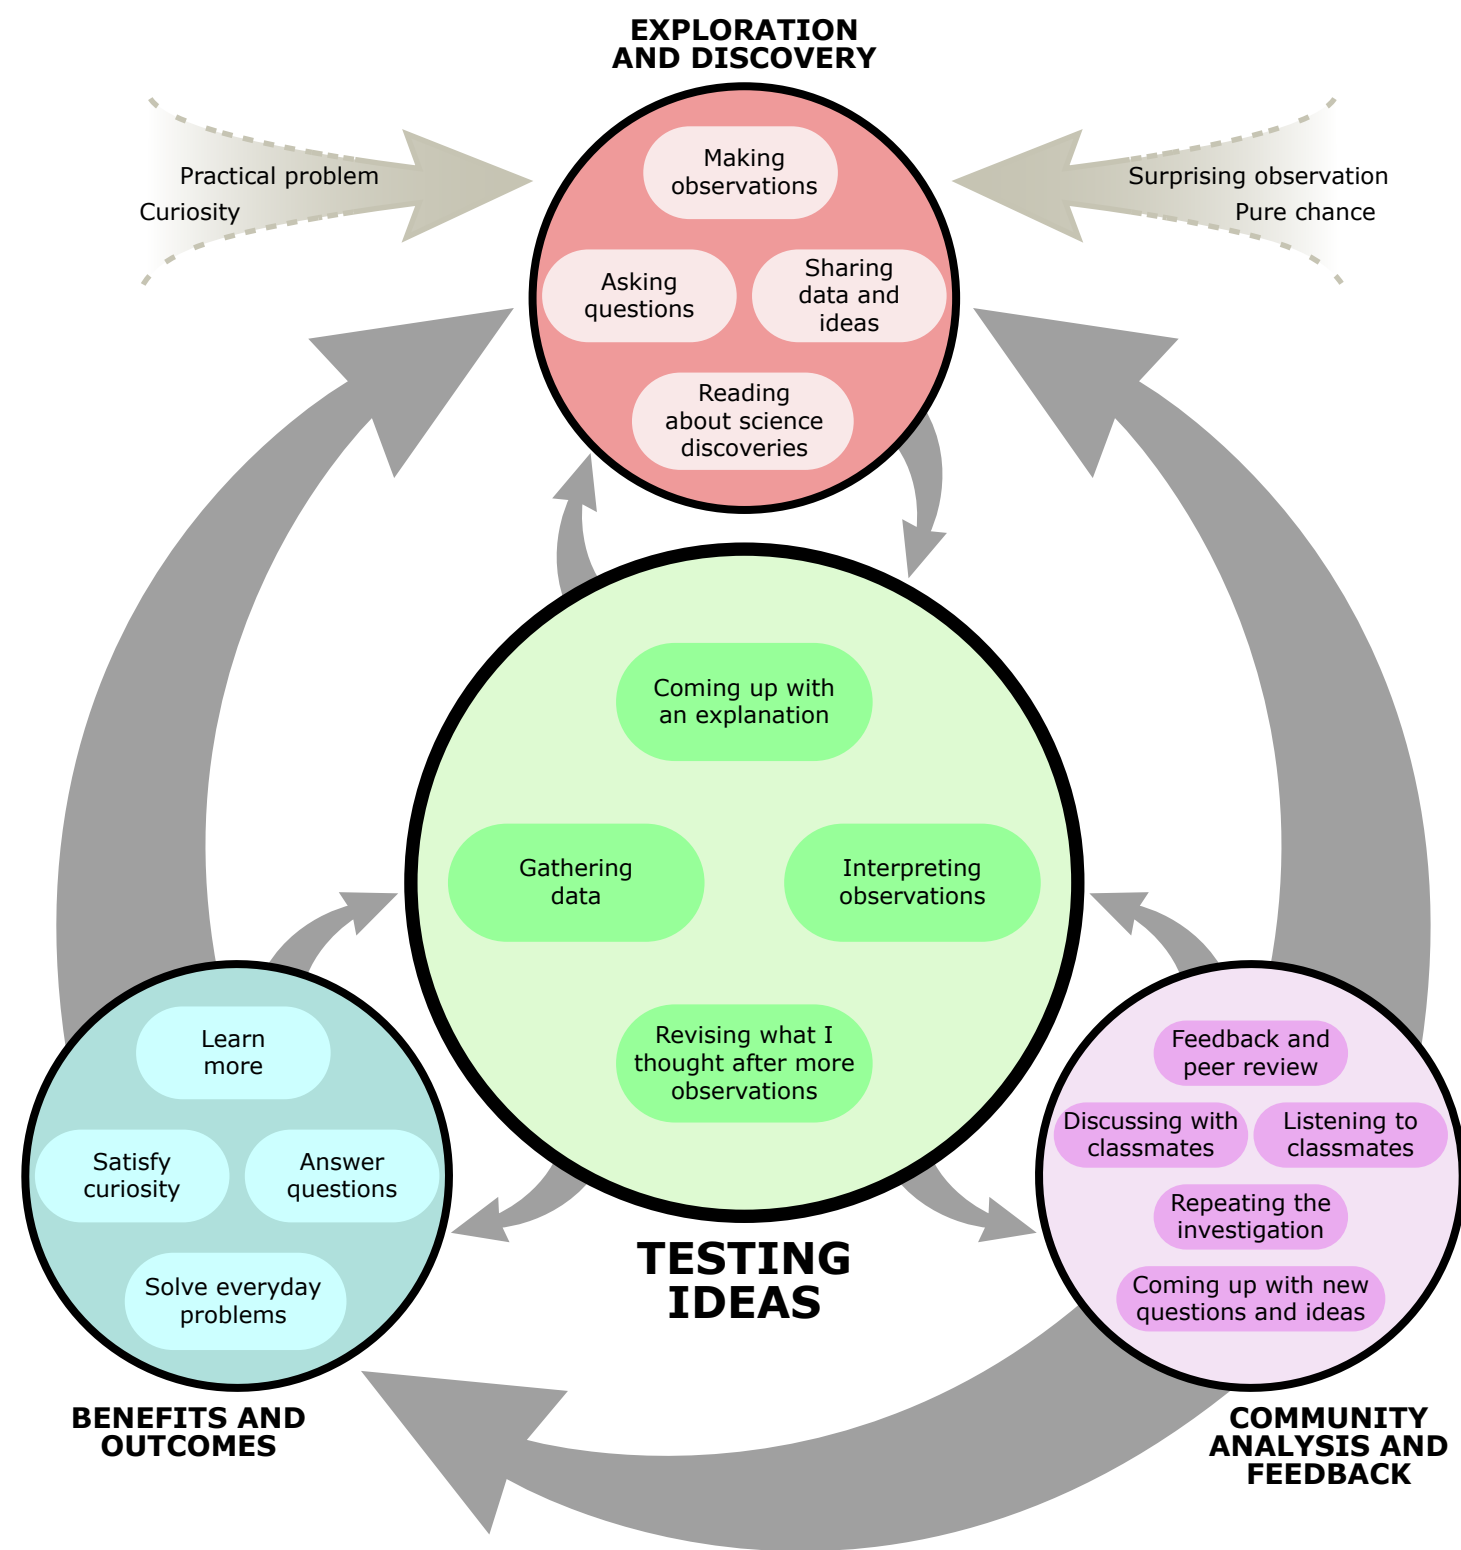 EXPLORATION
AND DISCOVERY
Practical problem
Curiosity
Surprising observation
Pure chance
Making
observations
Asking
questions
Sharing
data and
ideas
Reading
about science
discoveries
Coming up with
an explanation
Gathering
data
Interpreting
observations
Revising what I
thought after more
observations
TESTING
IDEAS
Learn
more
Satisfy
curiosity
Answer
questions
Solve everyday
problems
BENEFITS AND
OUTCOMES
Feedback and
peer review
Discussing with
classmates
Listening to
classmates
Repeating the
investigation
Coming up with new
questions and ideas
COMMUNITY
ANALYSIS AND
FEEDBACK